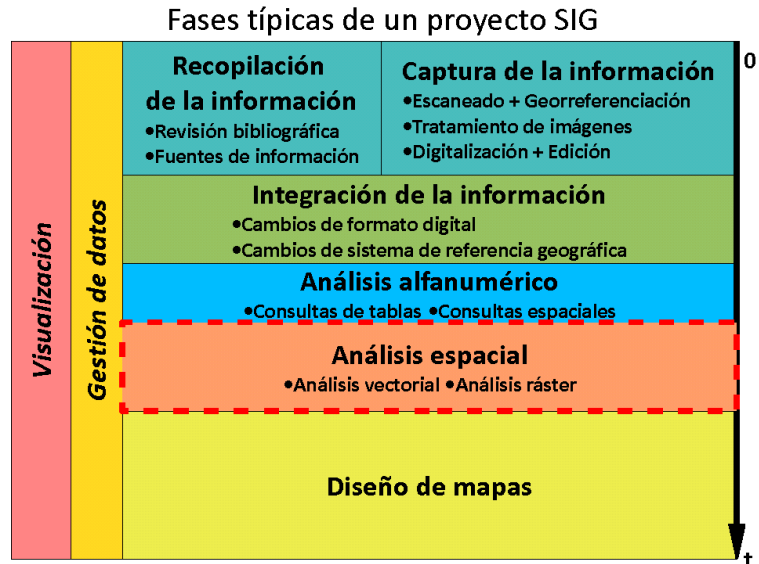 Fases típicas de un proyecto SIG
Visualización
Gestión de datos
Recopilación
de la información
•Revisión bibliográfica
•Fuentes de información
Captura de la información
•Escaneado + Georreferenciación
•Tratamiento de imágenes
•Digitalización + Edición
Integración de la información
•Cambios de formato digital
•Cambios de sistema de referencia geográfica
Análisis alfanumérico
•Consultas de tablas •Consultas espaciales
Análisis espacial
•Análisis vectorial •Análisis ráster
Diseño de mapas
0
t